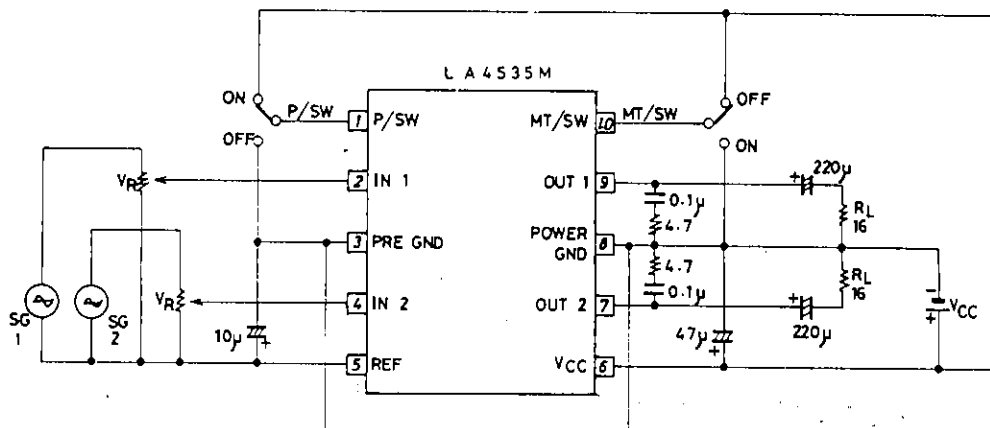 L A4535M
ON
P/SW
OFF
1
P/SW
MT/SW
10
MT/SW
OFF
ON
VR
2
IN 1
OUT 1
9
220μ
+
0.1μ
4.7
RL
16
3
PRE GND
POWER
GND
8
4.7
0.1μ
RL
16
SG
1
SG
2
VR
4
IN 2
OUT 2
7
+
220μ
-
+
VCC
10μ
+
5
REF
VCC
6
47μ
+